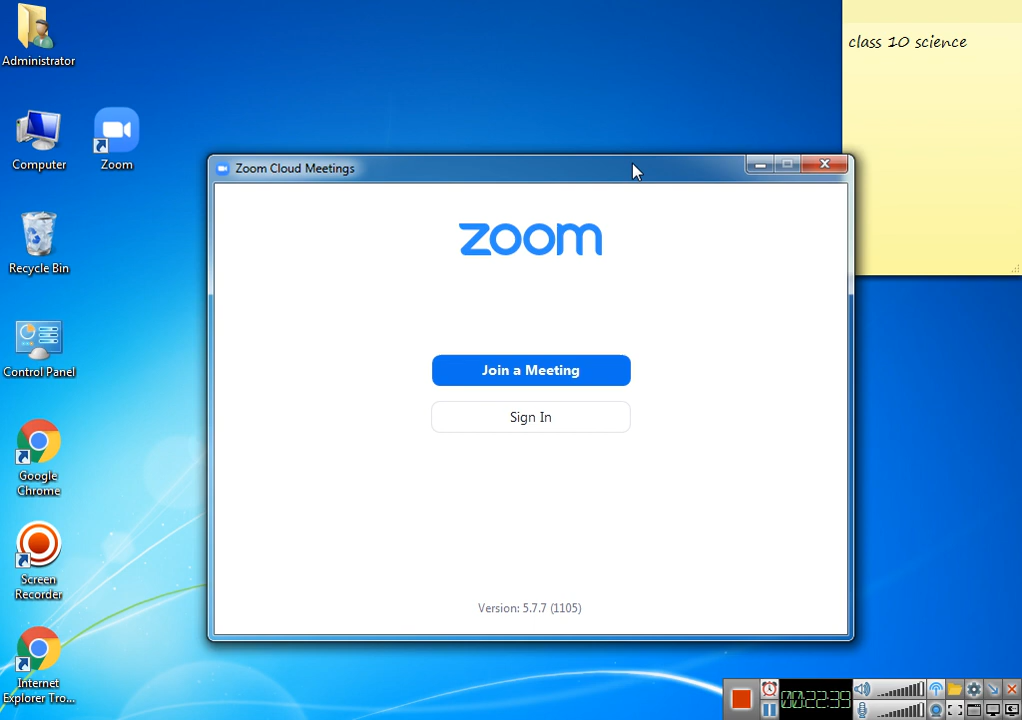 Administrator
class 10 science
Computer
Zoom
Zoom Cloud Meetings
zoom
Recycle Bin
Join a Meeting
Control Panel
Sign In
Google
Chrome
Screen
Recorder
Version: 5.7.7 (1105)
Internet
Explorer Tro...
00:22:39